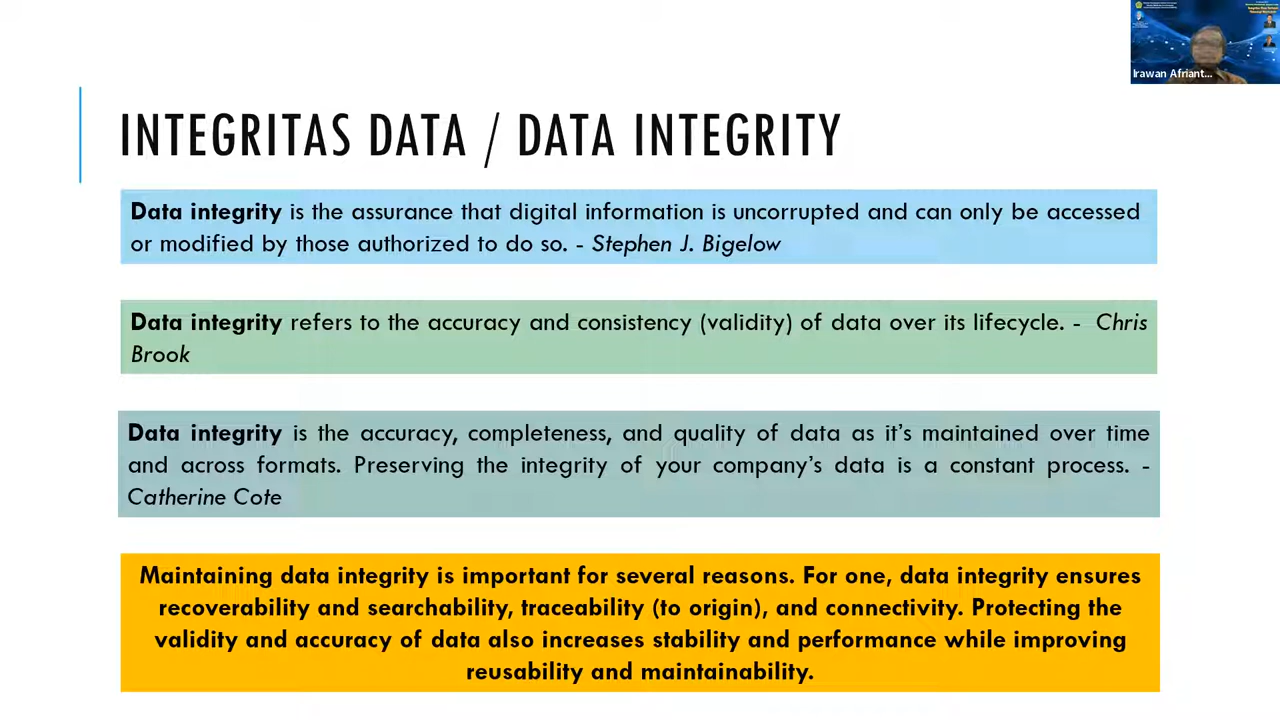 Irawan Afriant...
INTEGRITAS DATA / DATA INTEGRITY
Data integrity is the assurance that digital information is uncorrupted and can only be accessed
or modified by those authorized to do so. - Stephen J. Bigelow
Data integrity refers to the accuracy and consistency (validity) of data over its lifecycle. - Chris
Brook
Data integrity is the accuracy, completeness, and quality of data as it’s maintained over time
and across formats. Preserving the integrity of your company’s data is a constant process. -
Catherine Cote
Maintaining data integrity is important for several reasons. For one, data integrity ensures
recoverability and searchability, traceability (to origin), and connectivity. Protecting the
validity and accuracy of data also increases stability and performance while improving
reusability and maintainability.